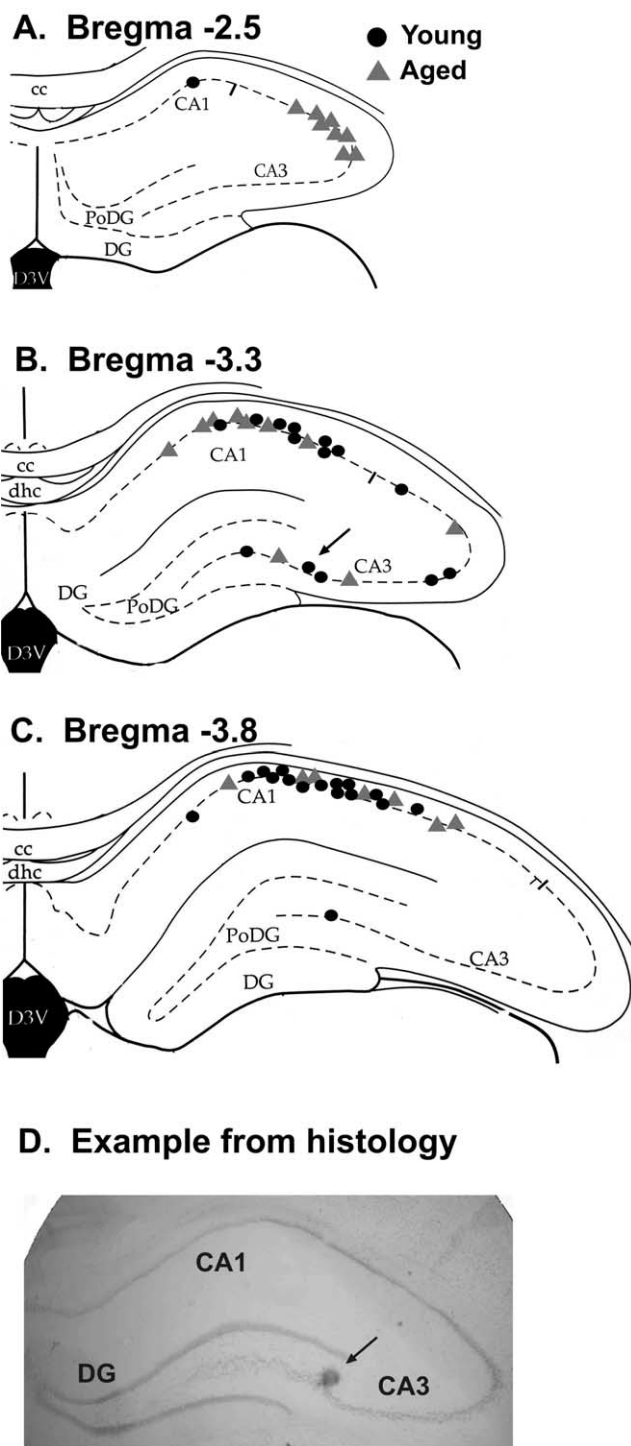 A. Bregma -2.5
Young
Aged
cc
CA1
CA3
PoDG
DG
D3V
B. Bregma -3.3
CA1
cc
dhc
CA3
DG
PoDG
D3V
C. Bregma -3.8
CA1
cc
dhc
PoDG
CA3
DG
D3V
D. Example from histology
CA1
DG
CA3